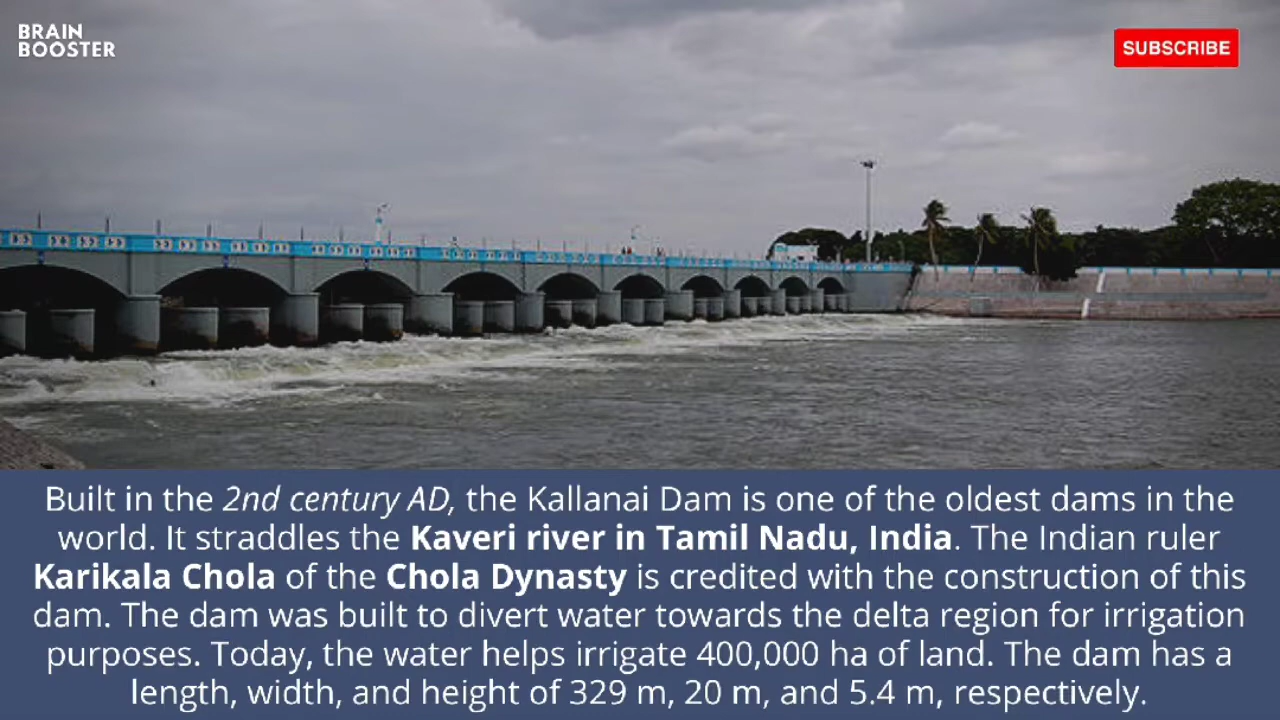 BRAIN
BOOSTER
SUBSCRIBE
Built in the 2nd century AD, the Kallanai Dam is one of the oldest dams in the
world. It straddles the Kaveri river in Tamil Nadu, India. The Indian ruler
Karikala Chola of the Chola Dynasty is credited with the construction of this
dam. The dam was built to divert water towards the delta region for irrigation
purposes. Today, the water helps irrigate 400,000 ha of land. The dam has a
length, width, and height of 329 m, 20 m, and 5.4 m, respectively.